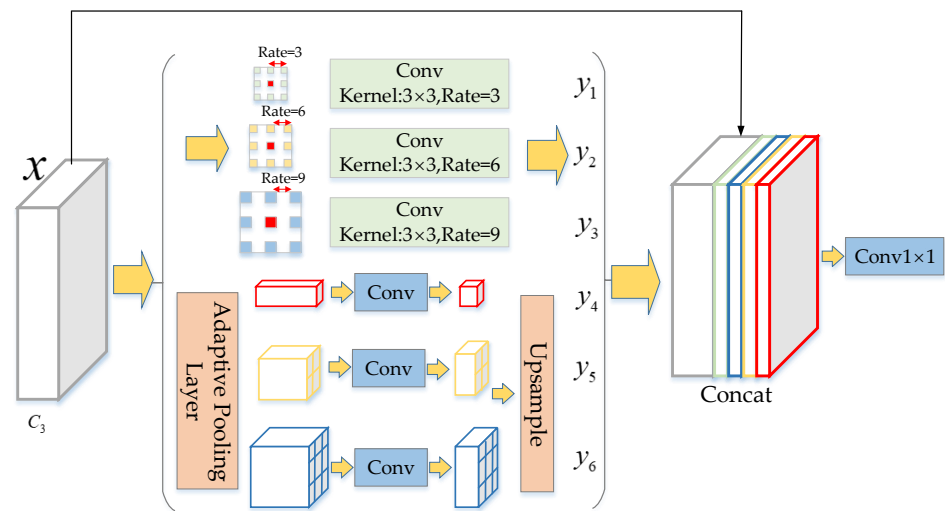 x
C3
Rate=3
Rate=6
Rate=9
Conv
Kernel:3×3,Rate=3
Conv
Kernel:3×3,Rate=6
Conv
Kernel:3×3,Rate=9
Adaptive Pooling
Layer
Conv
Conv
Conv
Upsample
y1
y2
y3
y4
y5
y6
Concat
Conv1×1